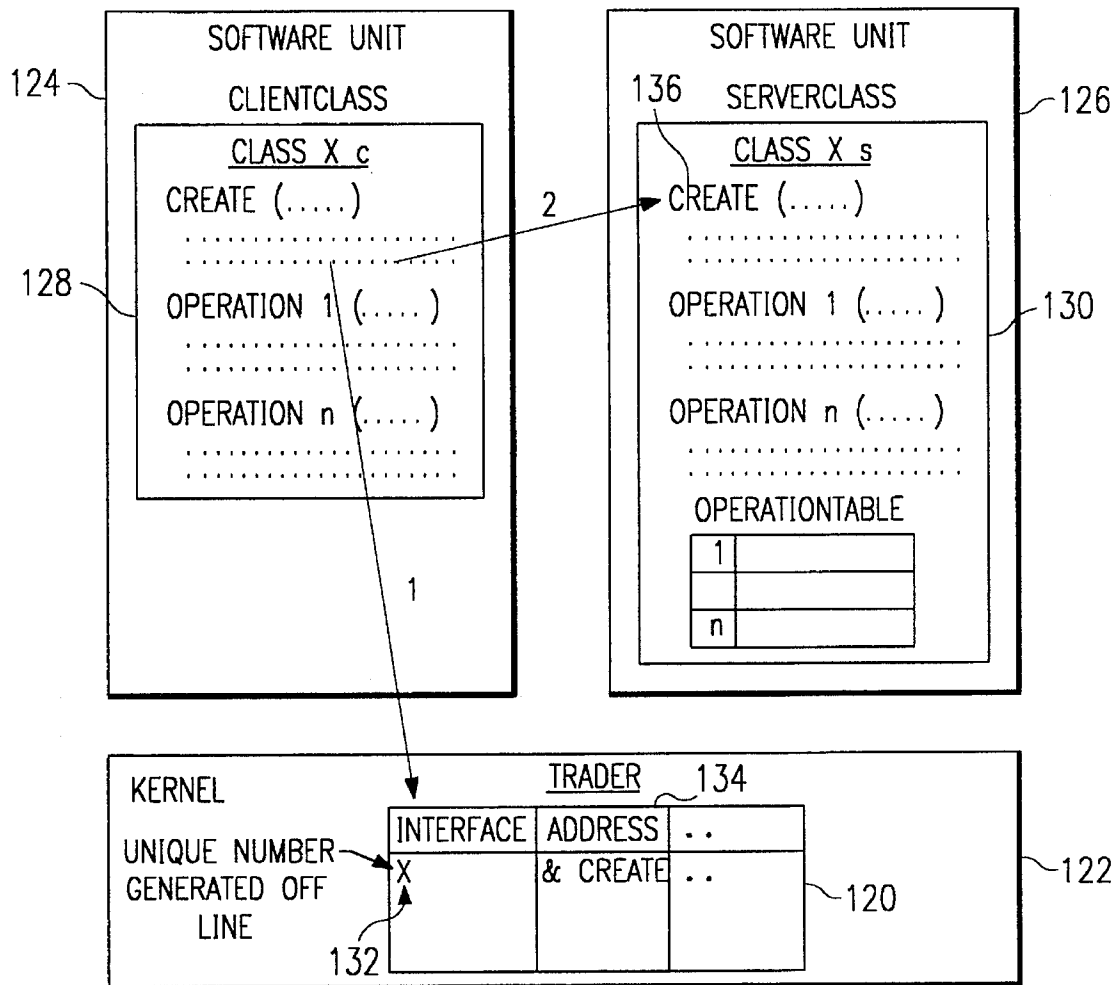 SOFTWARE UNIT
124
CLIENTCLASS
CLASS X c
CREATE (.....)
128
OPERATION 1 (.....)
OPERATION n (.....)
2
1
SOFTWARE UNIT
136
SERVERCLASS
126
CLASS X s
CREATE (.....)
OPERATION 1 (.....)
130
OPERATION n (.....)
OPERATIONTABLE
1
n
KERNEL
TRADER
134
INTERFACE ADDRESS ..
UNIQUE NUMBER
GENERATED OFF
LINE
X & CREATE ..
132
120
122